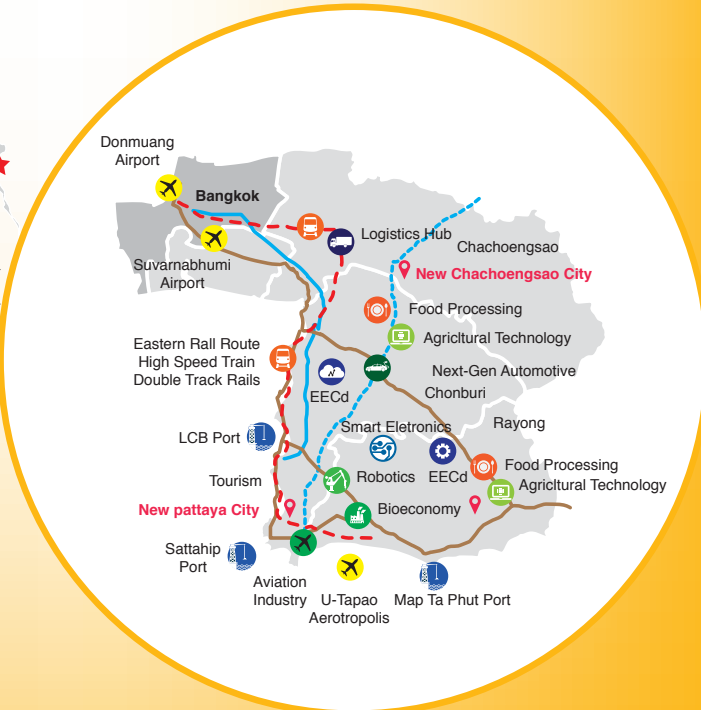 Donmuang
Airport
Bangkok
Logistics Hub
Chachoengsao
Suvarnabhumi
Airport
New Chachoengsao City
Food Processing
Agricltural Technology
Eastern Rall Route
High Speed Train
Double Track Rails
Next-Gen Automotive
EECd
Chonburi
Smart Eletronics
Rayong
LCB Port
Food Processing
Tourism
Robotics
EECd
Agricltural Technology
New pattaya City
Bioeconomy
Sattahip
Port
Aviation
Industry
U-Tapao
Aerotropolis
Map Ta Phut Port